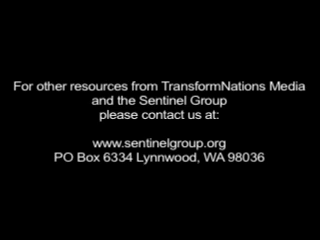 For other resources from TransformNations Media
and the Sentinel Group
please contact us at:
www.sentinelgroup.org
PO Box 6334 Lynnwood, WA 98036